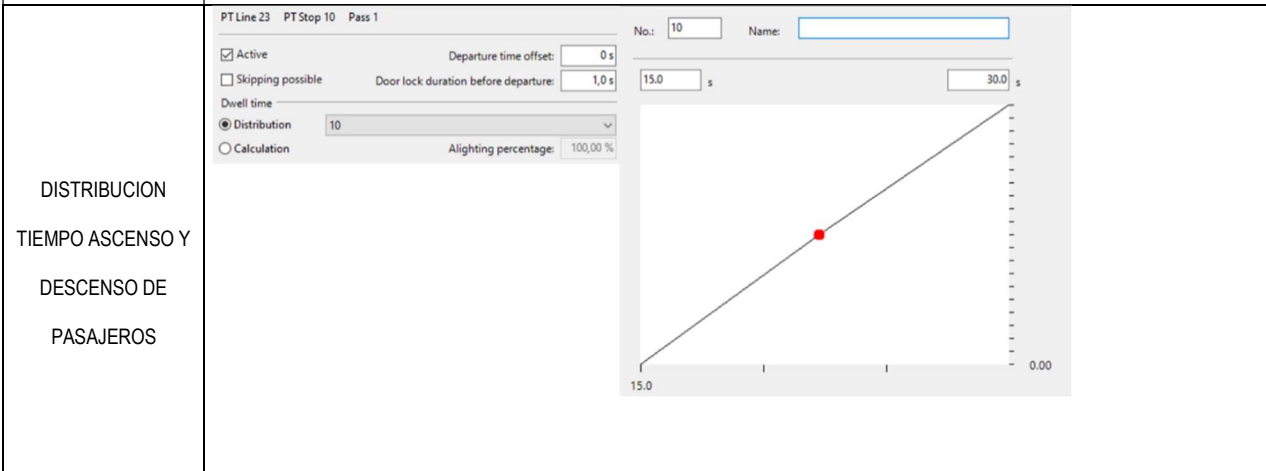 DISTRIBUCION
TIEMPO ASCENSO Y
DESCENSO DE
PASAJEROS
PT Line 23 PT Stop 10 Pass 1
Active Departure time offset: 0 s
Skipping possible Door lock duration before departure: 1,0 s
Dwell time
Distribution 10
Calculation Alighting percentage: 100,00 %
No.: 10 Name:
15.0 s 30.0 s
0.00
15.0